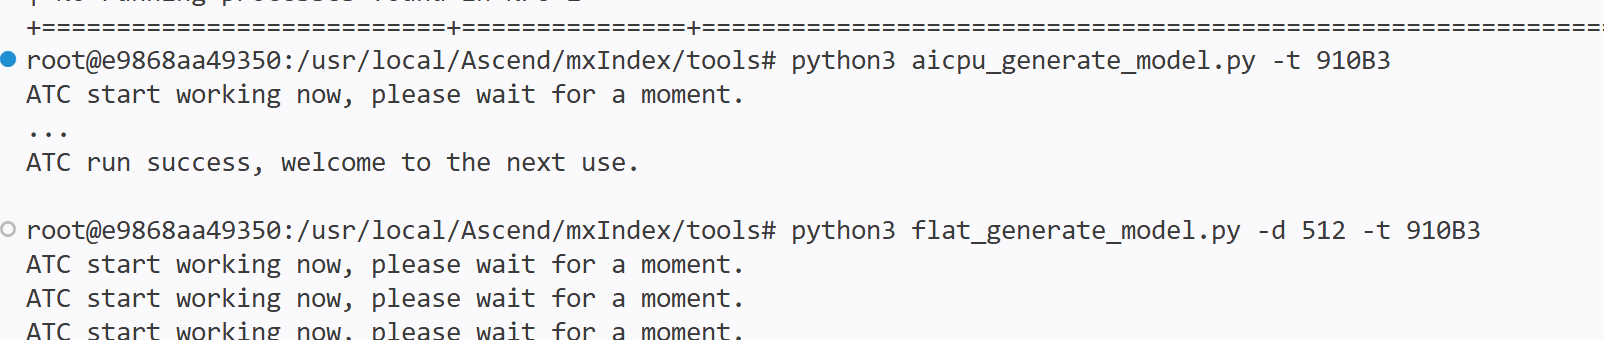 +===========================+===============+====================================================================
root@e9868aa49350:/usr/local/Ascend/mxIndex/tools# python3 aicpu_generate_model.py -t 910B3
ATC start working now, please wait for a moment.
...
ATC run success, welcome to the next use.
root@e9868aa49350:/usr/local/Ascend/mxIndex/tools# python3 flat_generate_model.py -d 512 -t 910B3
ATC start working now, please wait for a moment.
ATC start working now, please wait for a moment.
ATC start working now, please wait for a moment.